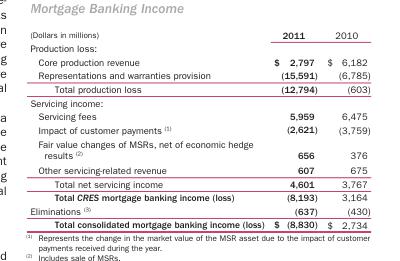 Mortgage Banking Income
(Dollars in millions) 2011 2010
Production loss:
Core production revenue $ 2,797 $ 6,182
Representations and warranties provision (15,591) (6,785)
Total production loss (12,794) (603)
Servicing income:
Servicing fees 5,959 6,475
Impact of customer payments (1) (2,621) (3,759)
Fair value changes of MSRs, net of economic hedge
results (2) 656 376
Other servicing-related revenue 607 675
Total net servicing income 4,601 3,767
Total CRES mortgage banking income (loss) (8,193) 3,164
Eliminations (3) (637) (430)
Total consolidated mortgage banking income (loss) $ (8,830) $ 2,734
(1) Represents the change in the market value of the MSR asset due to the impact of customer
payments received during the year.
(2) Includes sale of MSRs.